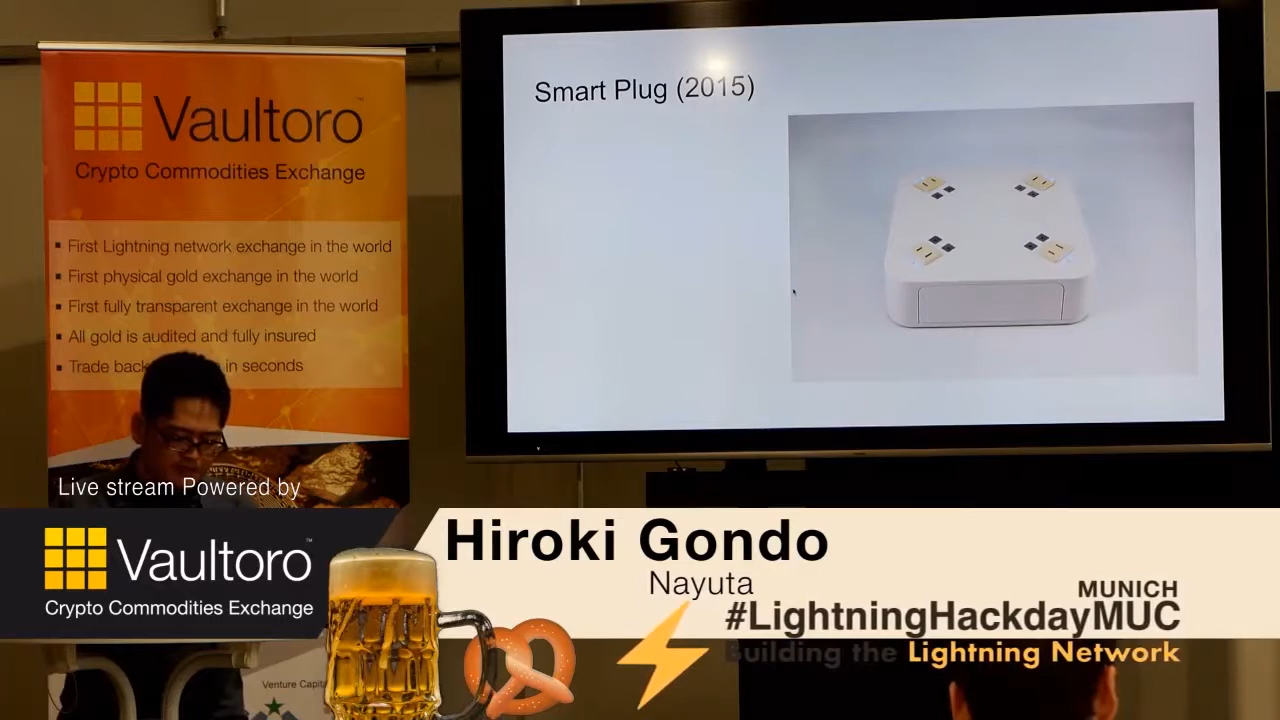 Vaultoro
Crypto Commodities Exchange
▪ First Lightning network exchange in the world
▪ First physical gold exchange in the world
▪ First fully transparent exchange in the world
▪ All gold is audited and fully insured
▪ Trade back in seconds
Smart Plug (2015)
Live stream Powered by
Vaultoro™
Crypto Commodities Exchange
Hiroki Gondo
Nayuta
MUNICH
#LightningHackdayMUC
Building the Lightning Network
Venture Capita